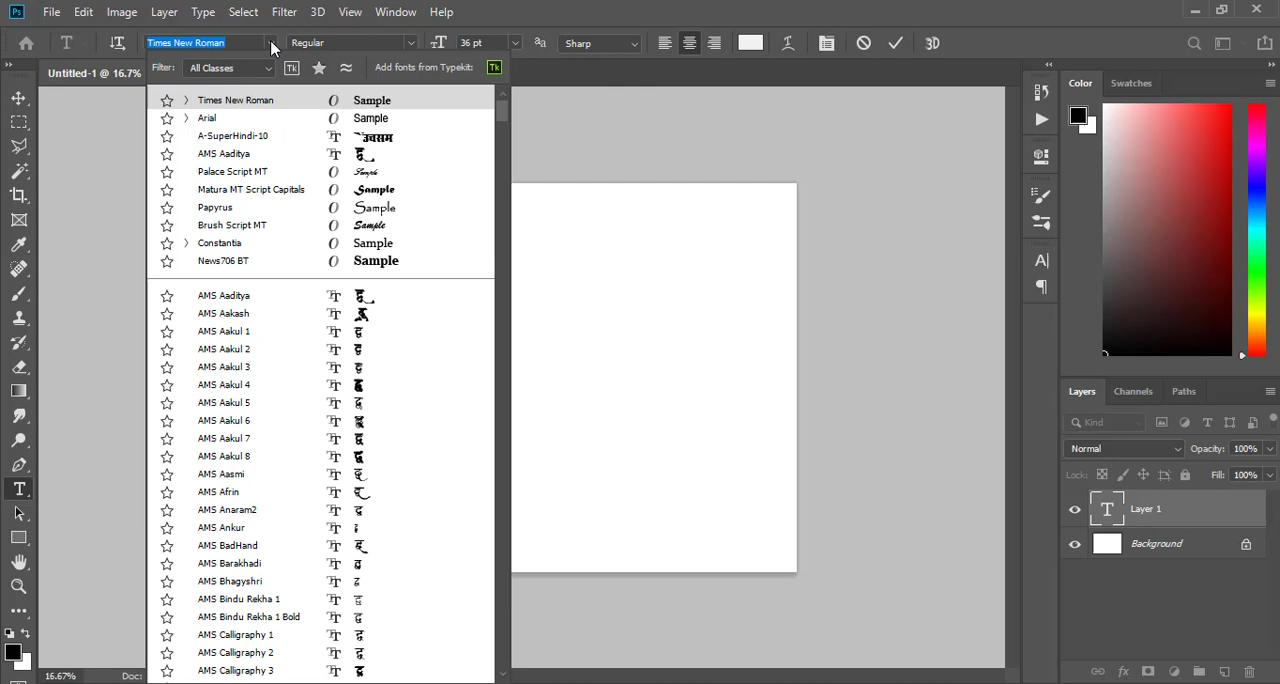 Ps File Edit Image Layer Type Select Filter 3D View Window Help
Times New Roman Regular 36 pt Sharp 3D
Filter: All Classes Tk Add fonts from Typekit: Tk
Untitled-1 @ 16.7%
Color Swatches
Times New Roman Sample
Arial Sample
A-SuperHindi-10
AMS Aaditya
Palace Script MT Sample
Matura MT Script Capitals Sample
Papyrus Sample
Brush Script MT Sample
Constantia Sample
News706 BT Sample
AMS Aaditya
AMS Aakash
AMS Aakul 1
AMS Aakul 2
AMS Aakul 3
AMS Aakul 4
AMS Aakul 5
AMS Aakul 6
AMS Aakul 7
AMS Aakul 8
AMS Aasmi
AMS Afrin
AMS Anaram2
AMS Ankur
AMS BadHand
AMS Barakhadi
AMS Bhagyshri
AMS Bindu Rekha 1
AMS Bindu Rekha 1 Bold
AMS Calligraphy 1
AMS Calligraphy 2
AMS Calligraphy 3
Layers Channels Paths
Kind
Normal Opacity: 100%
Lock: Fill: 100%
Layer 1
Background
16.67% Doc: